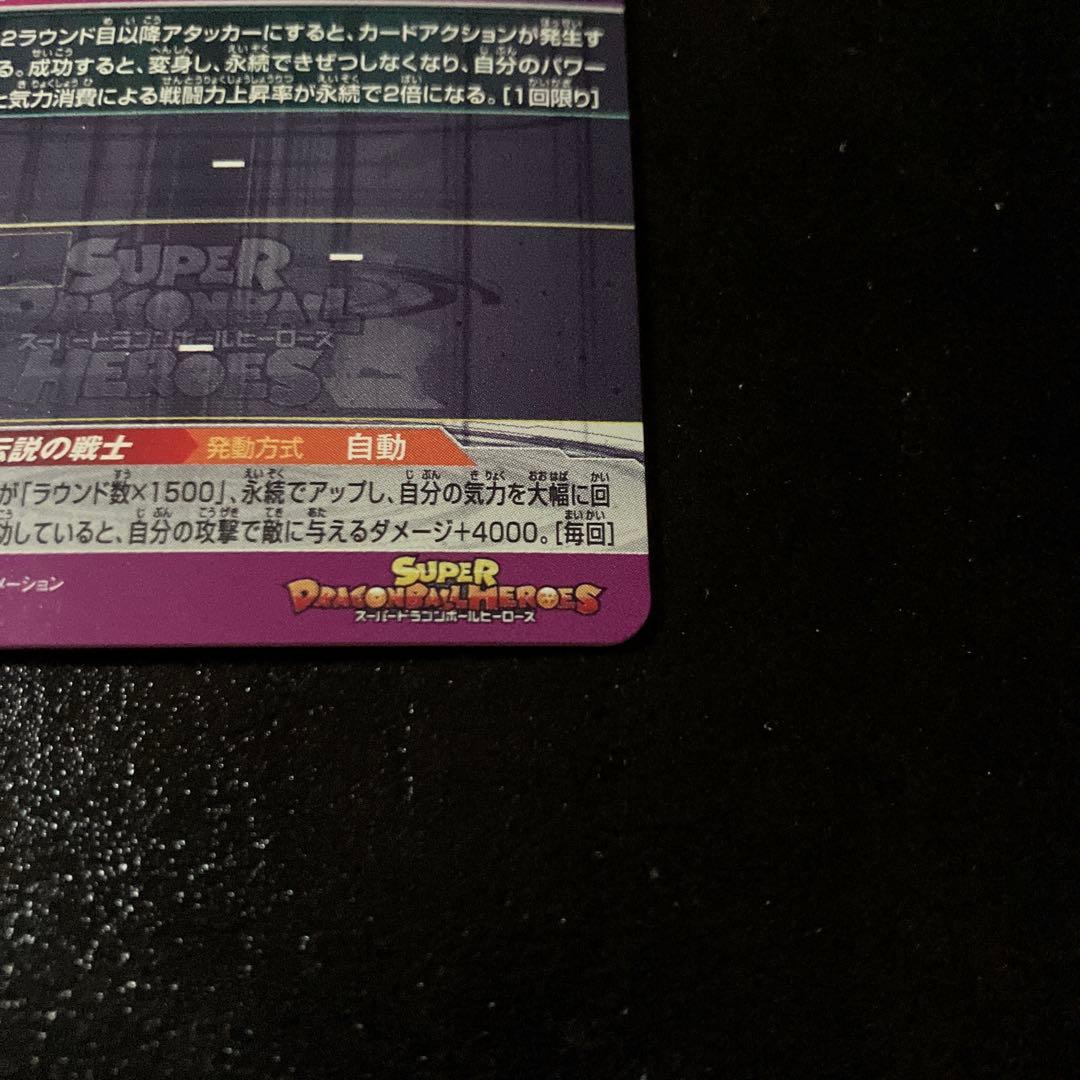 2ラウンド目以降アタッカーにすると、カードアクションが発生す
る。成功すると、変身し、永続できぜつしなくなり、自分のパワー
と気力消費による戦闘力上昇率が永続で2倍になる。[1回限り]
SUPER
DRAGONBALL
スーパードラゴンボールヒーローズ
HEROES
伝説の戦士 発動方式 自動
が「ラウンド数×1500」、永続でアップし、自分の気力を大幅に回
動していると、自分の攻撃で敵に与えるダメージ+4000。[毎回]
メーション
SUPER
DRAGONBALL HEROES
スーパードラゴンボールヒーローズ